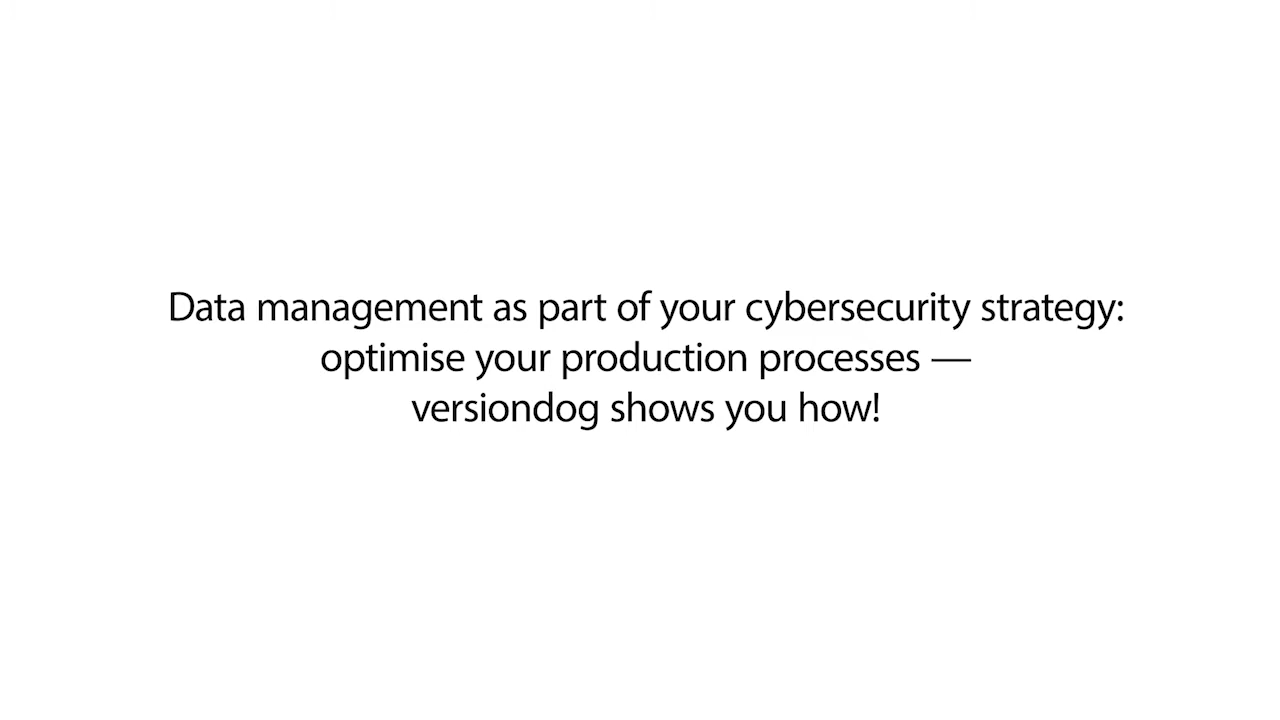 Data management as part of your cybersecurity strategy:
optimise your production processes —
versiondog shows you how!